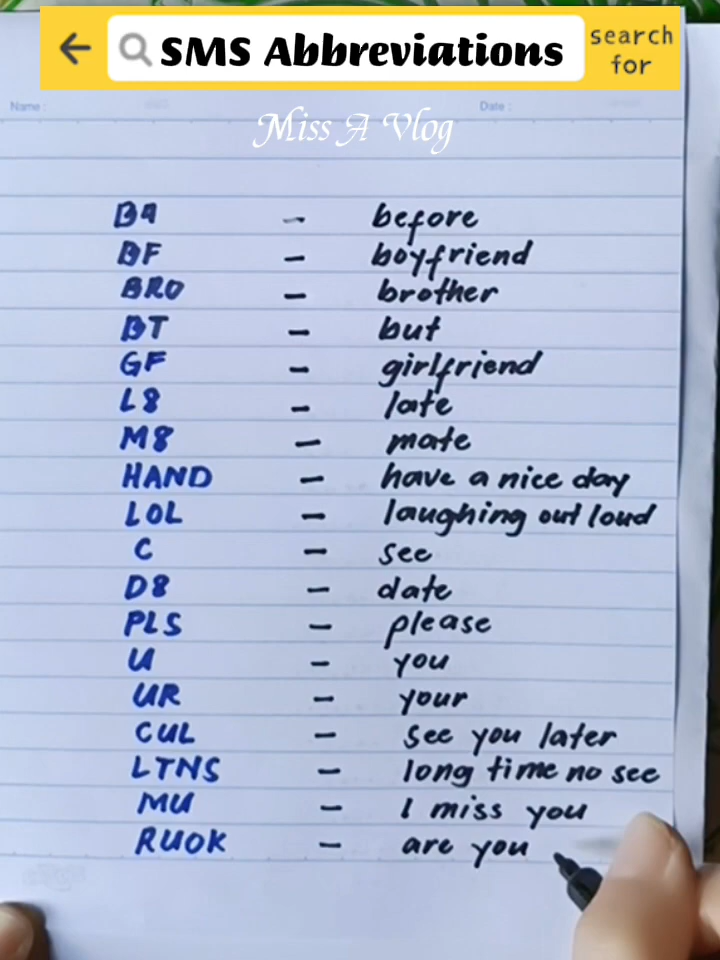 SMS Abbreviations
search for
Name :
Date :
Miss A Vlog
B4 - before
BF - boyfriend
BRO - brother
BT - but
GF - girlfriend
L8 - late
M8 - mate
HAND - have a nice day
LOL - laughing out loud
C - see
D8 - date
PLS - please
U - you
UR - your
CUL - see you later
LTNS - long time no see
MU - I miss you
RUOK - are you